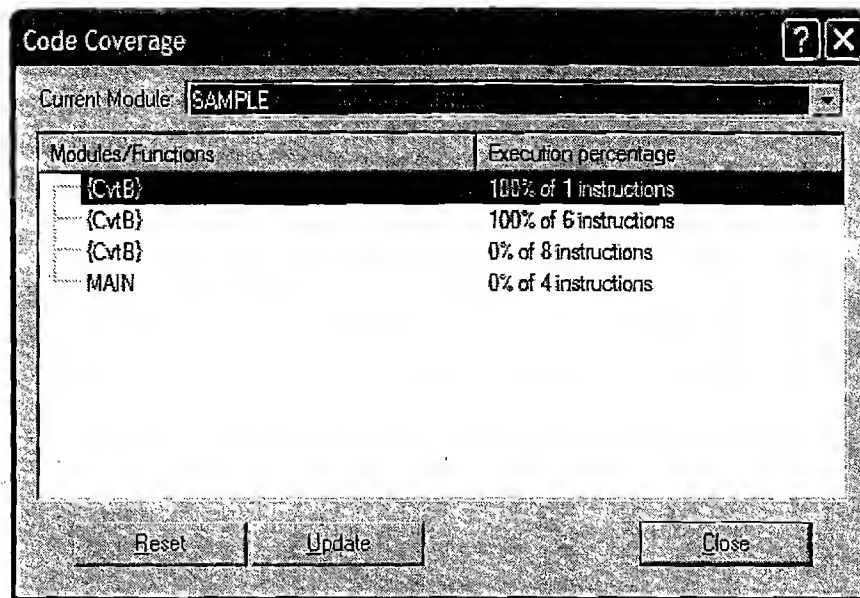 Code Coverage ? X
Current Module: SAMPLE
Modules/Functions Execution percentage
{CvtB} 100% of 1 instructions
{CvtB} 100% of 6 instructions
{CvtB} 0% of 8 instructions
MAIN 0% of 4 instructions
Reset Update Close